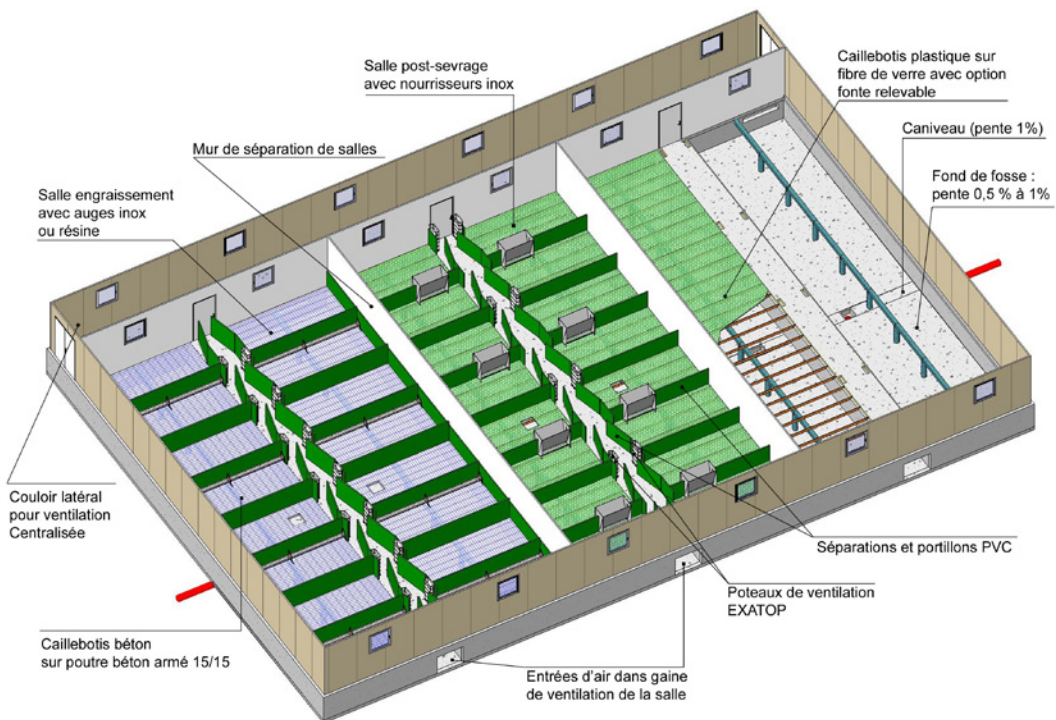 Salle post-sevrage
avec nourrisseurs inox
Caillebotis plastique sur
fibre de verre avec option
fonte relevable
Mur de séparation de salles
Caniveau (pente 1%)
Salle engraissement
avec auges inox
ou résine
Fond de fosse :
pente 0,5 % à 1%
Couloir latéral
pour ventilation
Centralisée
Séparations et portillons PVC
Poteaux de ventilation
EXATOP
Caillebotis béton
sur poutre béton armé 15/15
Entrées d'air dans gaine
de ventilation de la salle